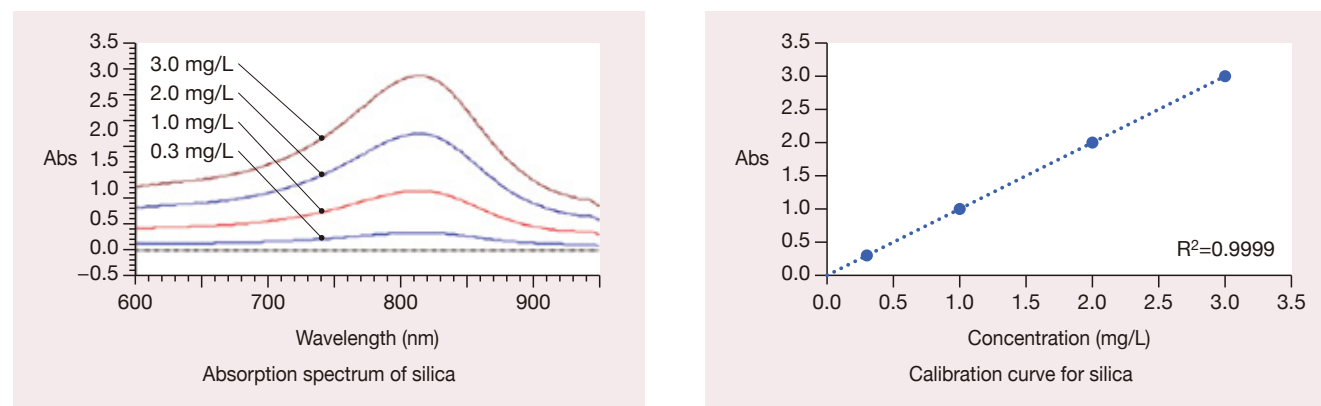 3.5
3.0
2.5
2.0
1.5
1.0
0.5
0.0
−0.5
Abs
3.0 mg/L
2.0 mg/L
1.0 mg/L
0.3 mg/L
600 700 800 900
Wavelength (nm)
Absorption spectrum of silica
3.5
3.0
2.5
2.0
1.5
1.0
0.5
0.0
Abs
R²=0.9999
0.0 0.5 1.0 1.5 2.0 2.5 3.0 3.5
Concentration (mg/L)
Calibration curve for silica